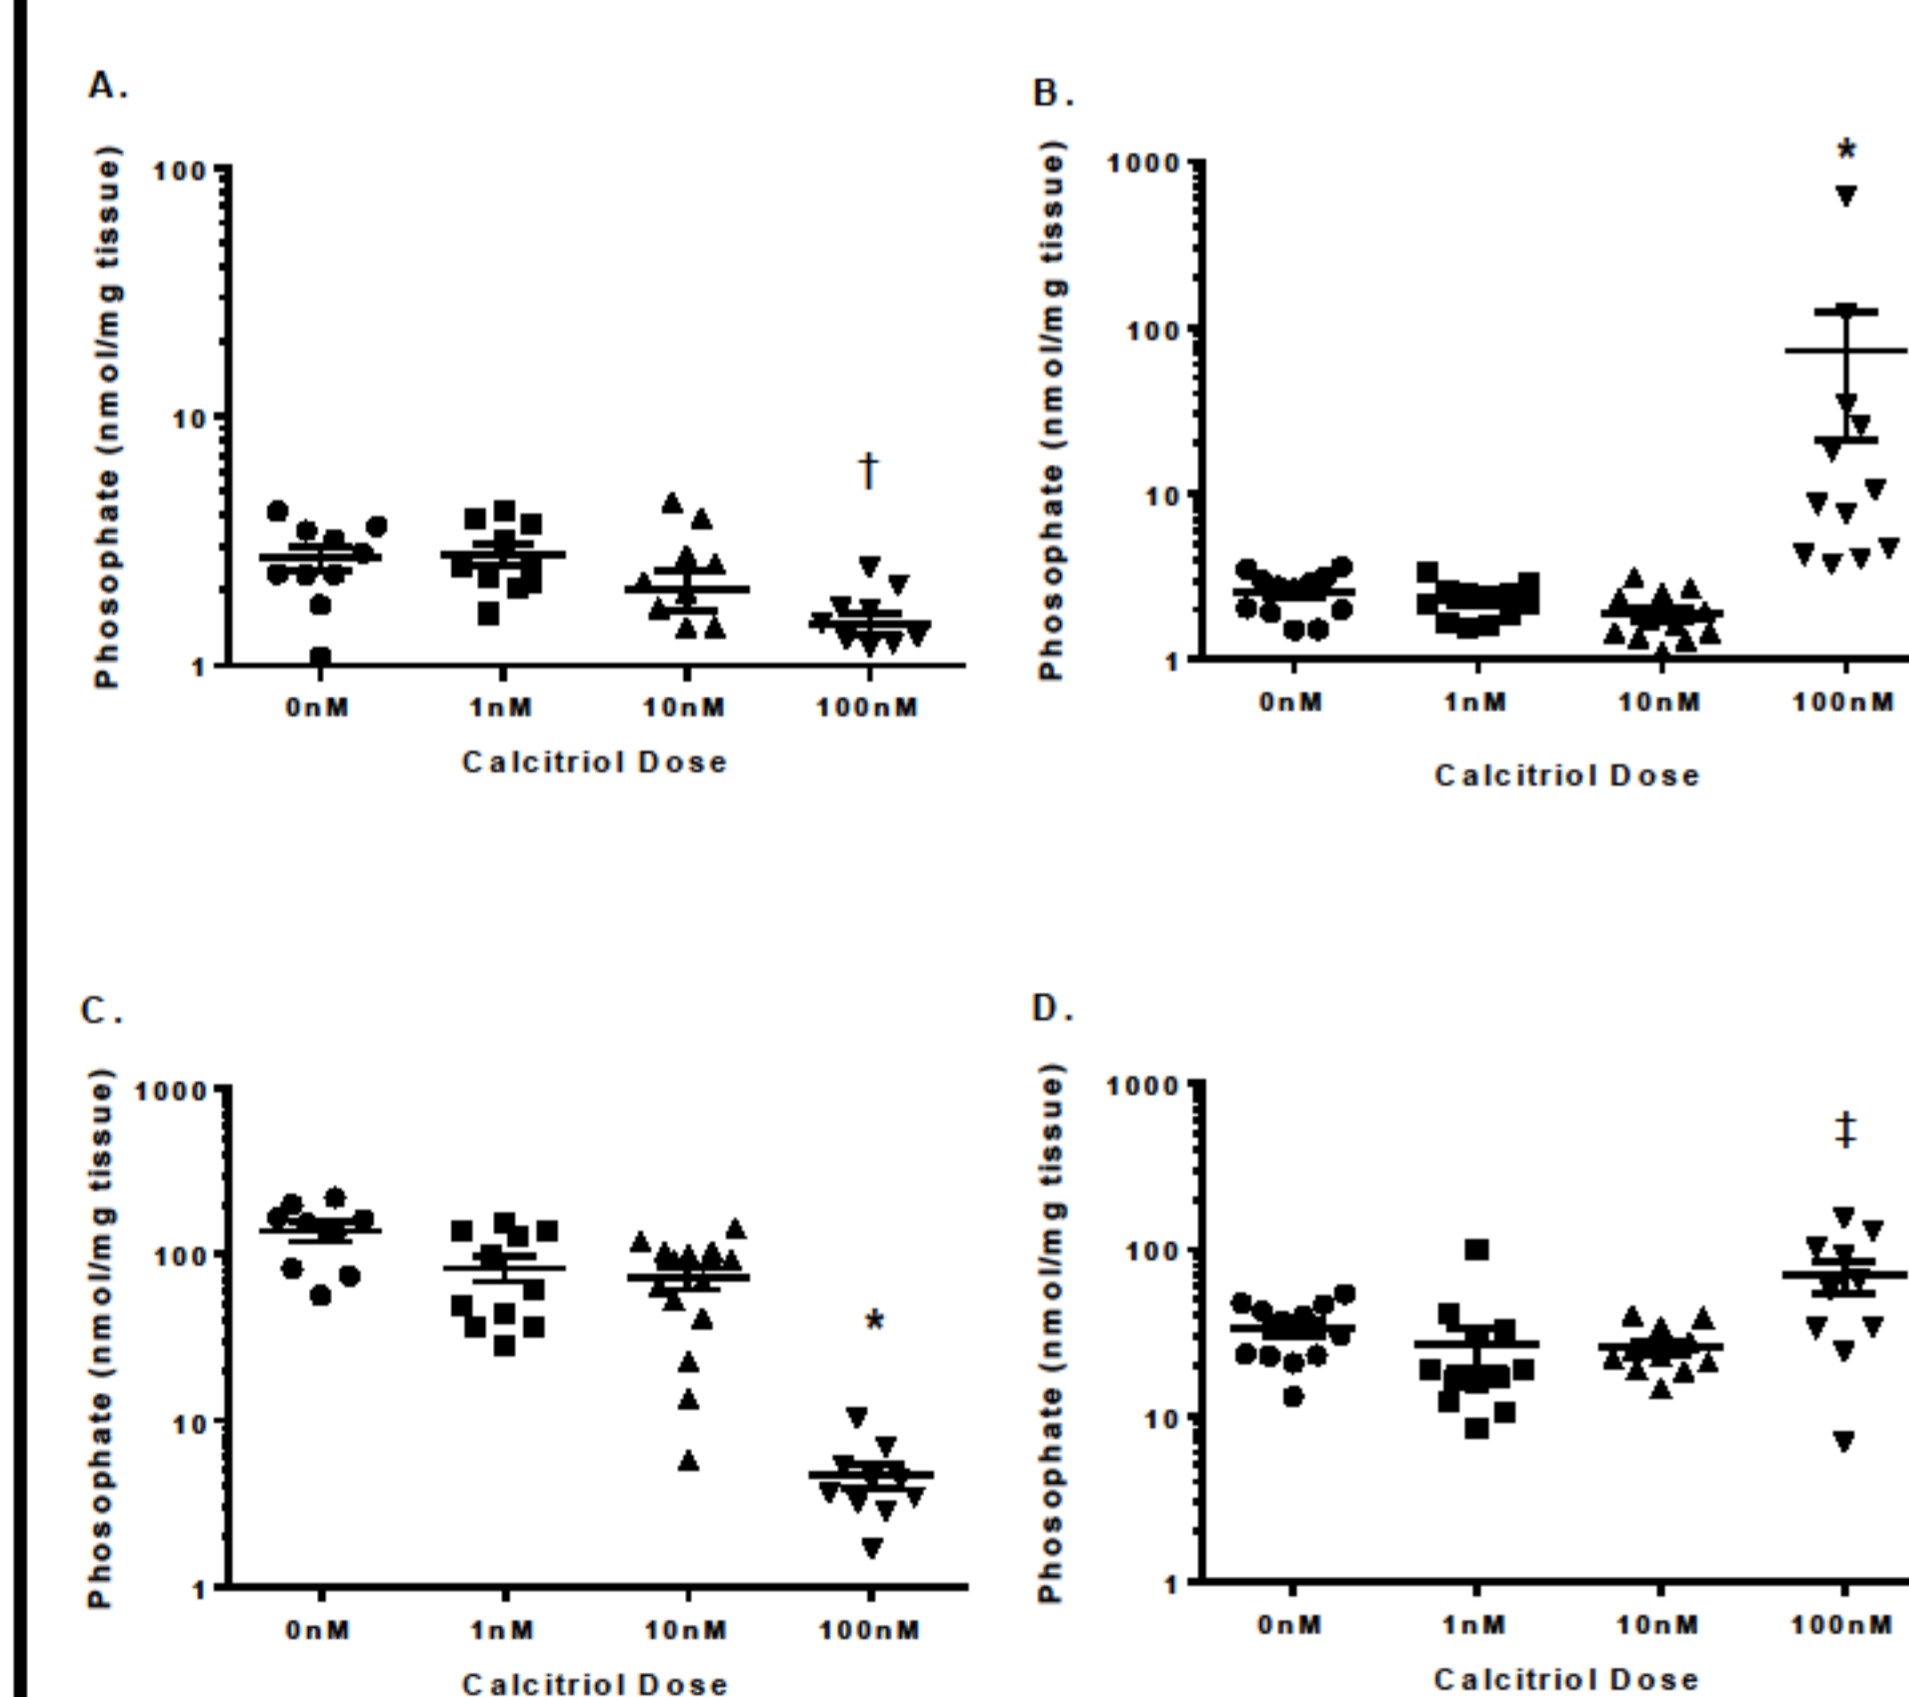 A.
Phosophate (nmol/mg tissue)
100
10
1
†
0nM 1nM 10nM 100nM
Calcitriol Dose
B.
Phosophate (nmol/mg tissue)
1000
100
10
1
*
0nM 1nM 10nM 100nM
Calcitriol Dose
C.
Phosophate (nmol/mg tissue)
1000
100
10
1
*
0nM 1nM 10nM 100nM
Calcitriol Dose
D.
Phosophate (nmol/mg tissue)
1000
100
10
1
‡
0nM 1nM 10nM 100nM
Calcitriol Dose